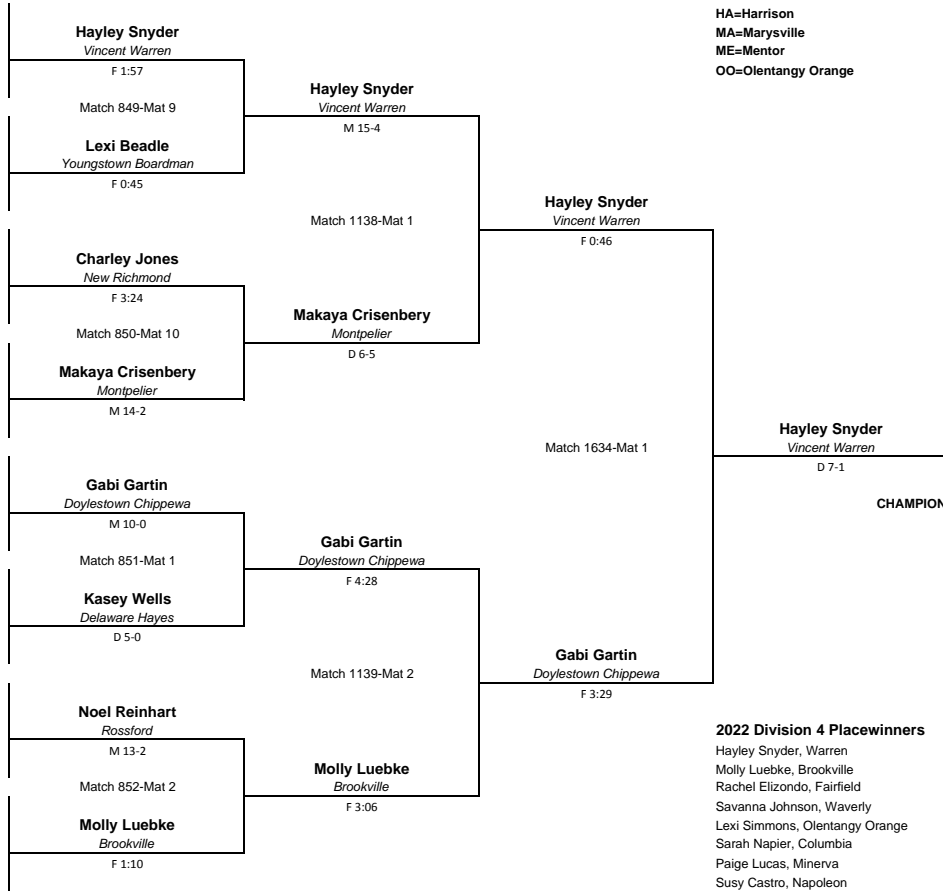 HA=Harrison
MA=Marysville
ME=Mentor
OO=Olentangy Orange
Hayley Snyder
Vincent Warren
F 1:57
Match 849-Mat 9
Lexi Beadle
Youngstown Boardman
F 0:45
Charley Jones
New Richmond
F 3:24
Match 850-Mat 10
Makaya Crisenbery
Montpelier
M 14-2
Gabi Gartin
Doylestown Chippewa
M 10-0
Match 851-Mat 1
Kasey Wells
Delaware Hayes
D 5-0
Noel Reinhart
Rossford
M 13-2
Match 852-Mat 2
Molly Luebke
Brookville
F 1:10
Hayley Snyder
Vincent Warren
M 15-4
Match 1138-Mat 1
Makaya Crisenbery
Montpelier
D 6-5
Gabi Gartin
Doylestown Chippewa
F 4:28
Match 1139-Mat 2
Molly Luebke
Brookville
F 3:06
Hayley Snyder
Vincent Warren
F 0:46
Match 1634-Mat 1
Gabi Gartin
Doylestown Chippewa
F 3:29
Hayley Snyder
Vincent Warren
D 7-1
CHAMPION
2022 Division 4 Placewinners
Hayley Snyder, Warren
Molly Luebke, Brookville
Rachel Elizondo, Fairfield
Savanna Johnson, Waverly
Lexi Simmons, Olentangy Orange
Sarah Napier, Columbia
Paige Lucas, Minerva
Susy Castro, Napoleon